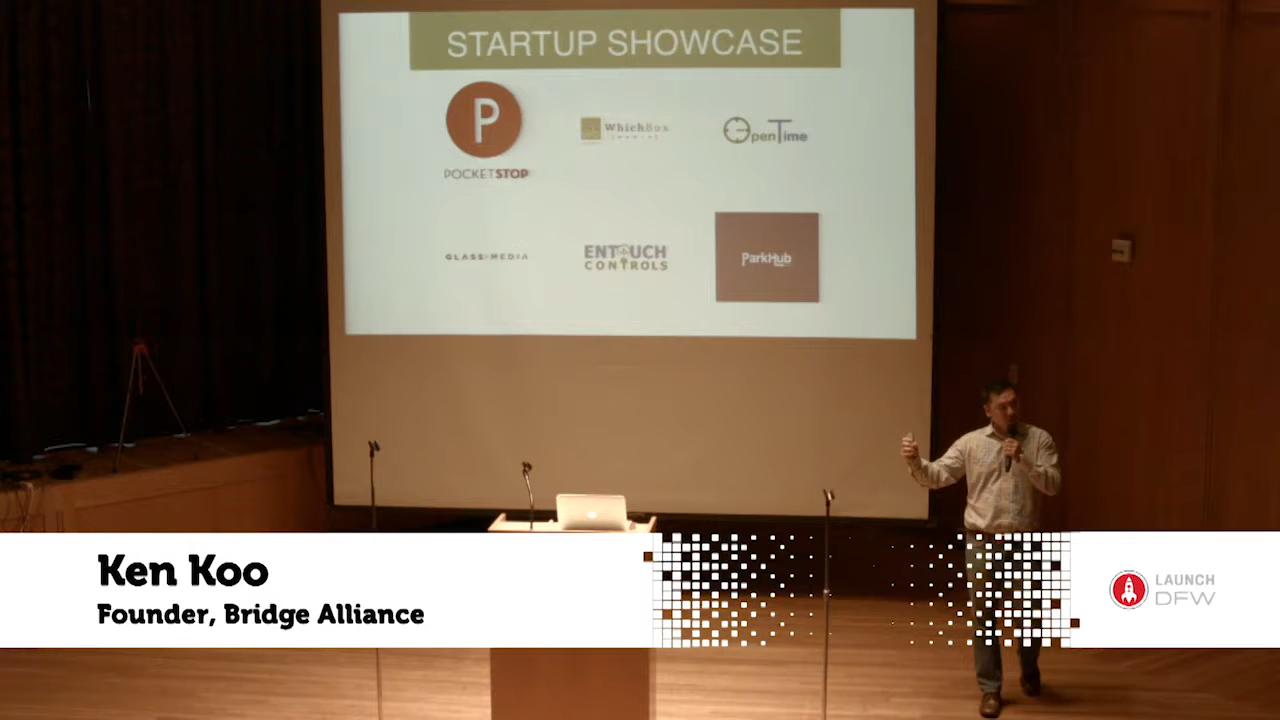 STARTUP SHOWCASE
P
WhichBox
OpenTime
POCKETSTOP
GLASS MEDIA
ENTOUCH
CONTROLS
ParkHub
Ken Koo
Founder, Bridge Alliance
LAUNCH
DFW